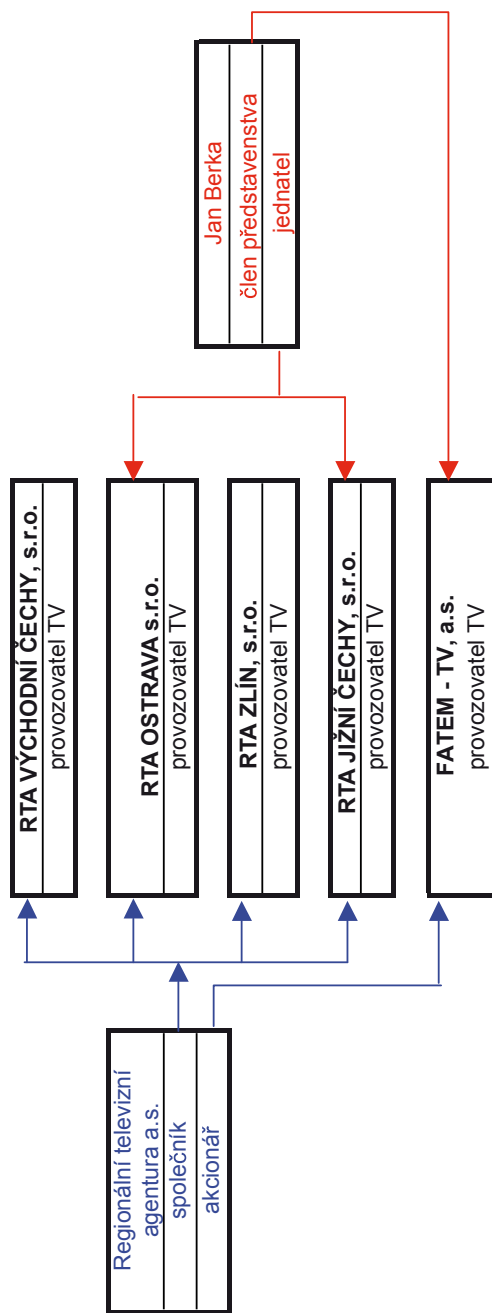 Regionální televizní
agentura a.s.
společník
akcionář
RTA VÝCHODNÍ ČECHY, s.r.o.
provozovatel TV
RTA OSTRAVA s.r.o.
provozovatel TV
RTA ZLÍN, s.r.o.
provozovatel TV
RTA JIŽNÍ ČECHY, s.r.o.
provozovatel TV
FATEM - TV, a.s.
provozovatel TV
Jan Berka
člen představenstva
jednatel